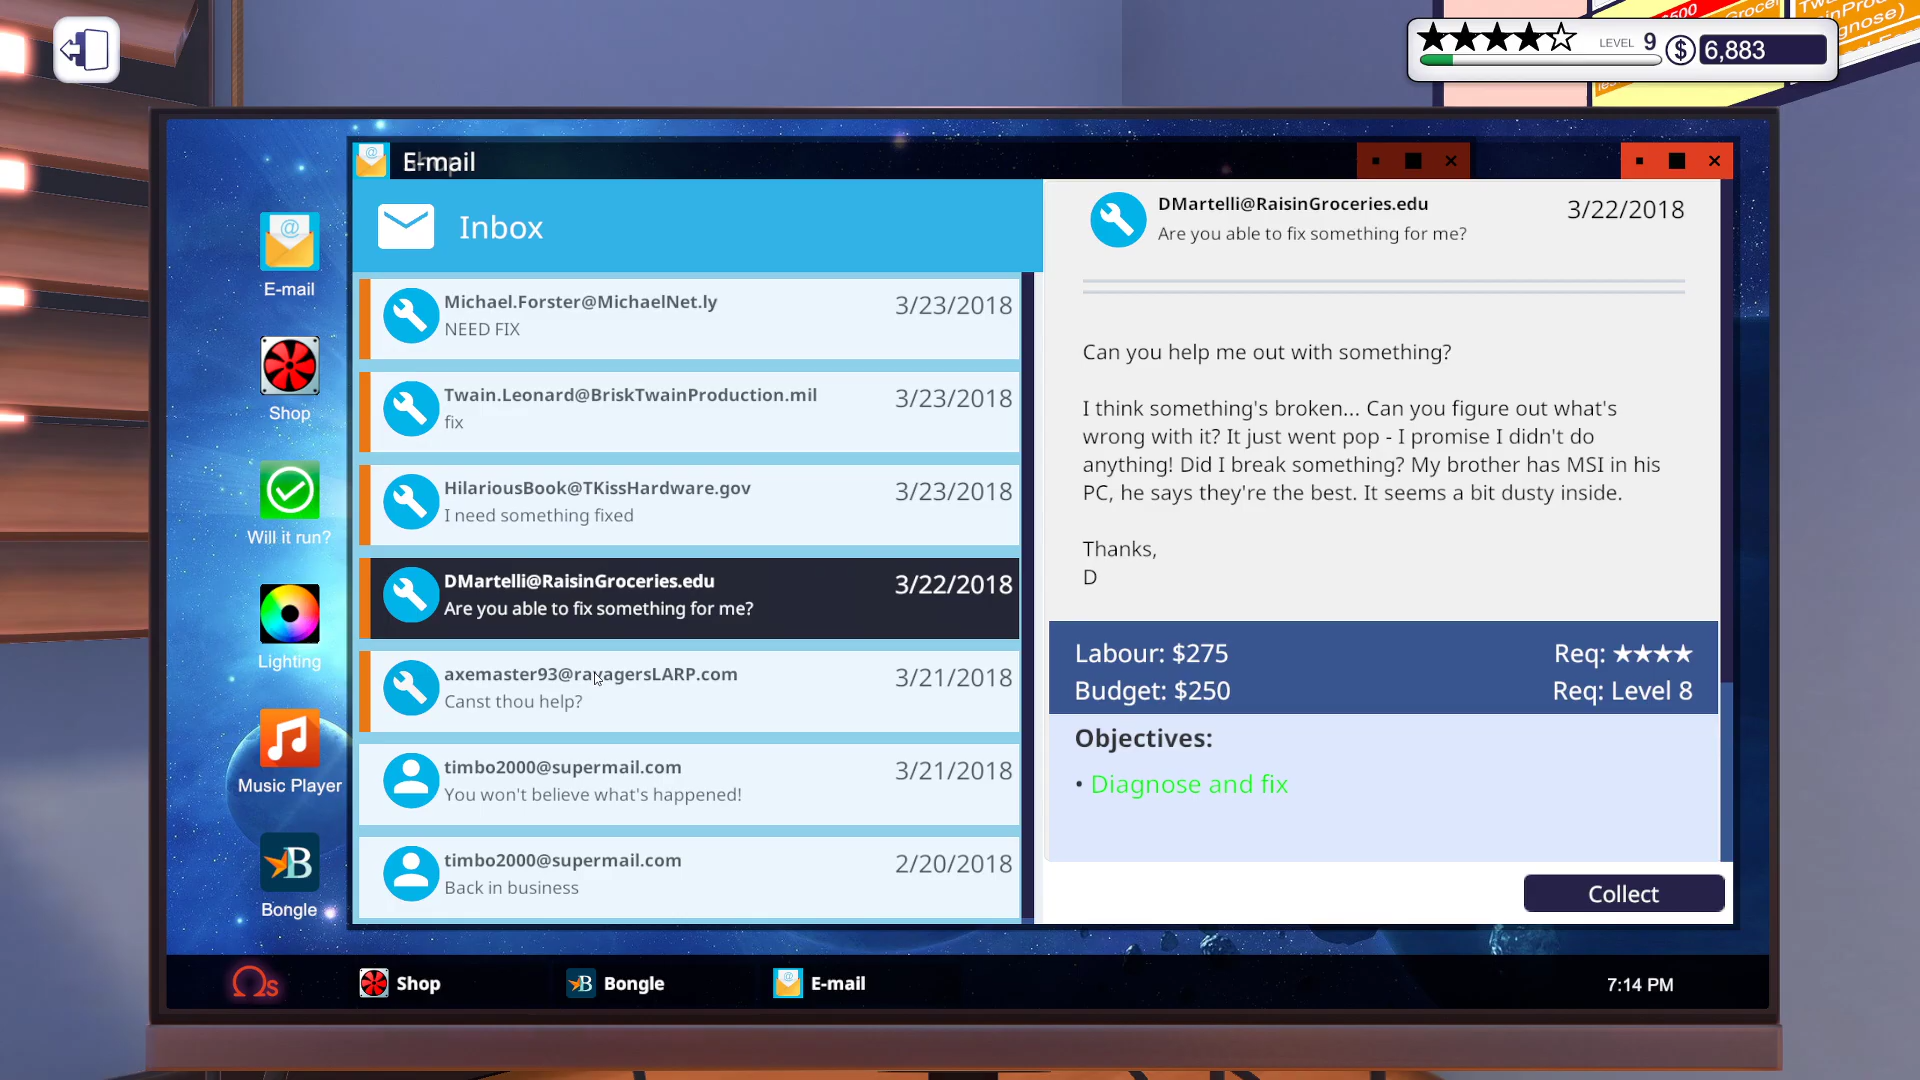 LEVEL 9
$ 6,883
$500
E-mail
Inbox
Michael.Forster@MichaelNet.ly
3/23/2018
NEED FIX
Twain.Leonard@BriskTwainProduction.mil
3/23/2018
fix
HilariousBook@TKissHardware.gov
3/23/2018
I need something fixed
DMartelli@RaisinGroceries.edu
3/22/2018
Are you able to fix something for me?
axemaster93@ravagersLARP.com
3/21/2018
Canst thou help?
timbo2000@supermail.com
3/21/2018
You won't believe what's happened!
timbo2000@supermail.com
2/20/2018
Back in business
DMartelli@RaisinGroceries.edu
3/22/2018
Are you able to fix something for me?
Can you help me out with something?
I think something's broken... Can you figure out what's
wrong with it? It just went pop - I promise I didn't do
anything! Did I break something? My brother has MSI in his
PC, he says they're the best. It seems a bit dusty inside.
Thanks,
D
Labour: $275
Req: ★★★★
Budget: $250
Req: Level 8
Objectives:
• Diagnose and fix
Collect
E-mail
Shop
Will it run?
Lighting
Music Player
B
Bongle
Ωs
Shop
B
Bongle
E-mail
7:14 PM